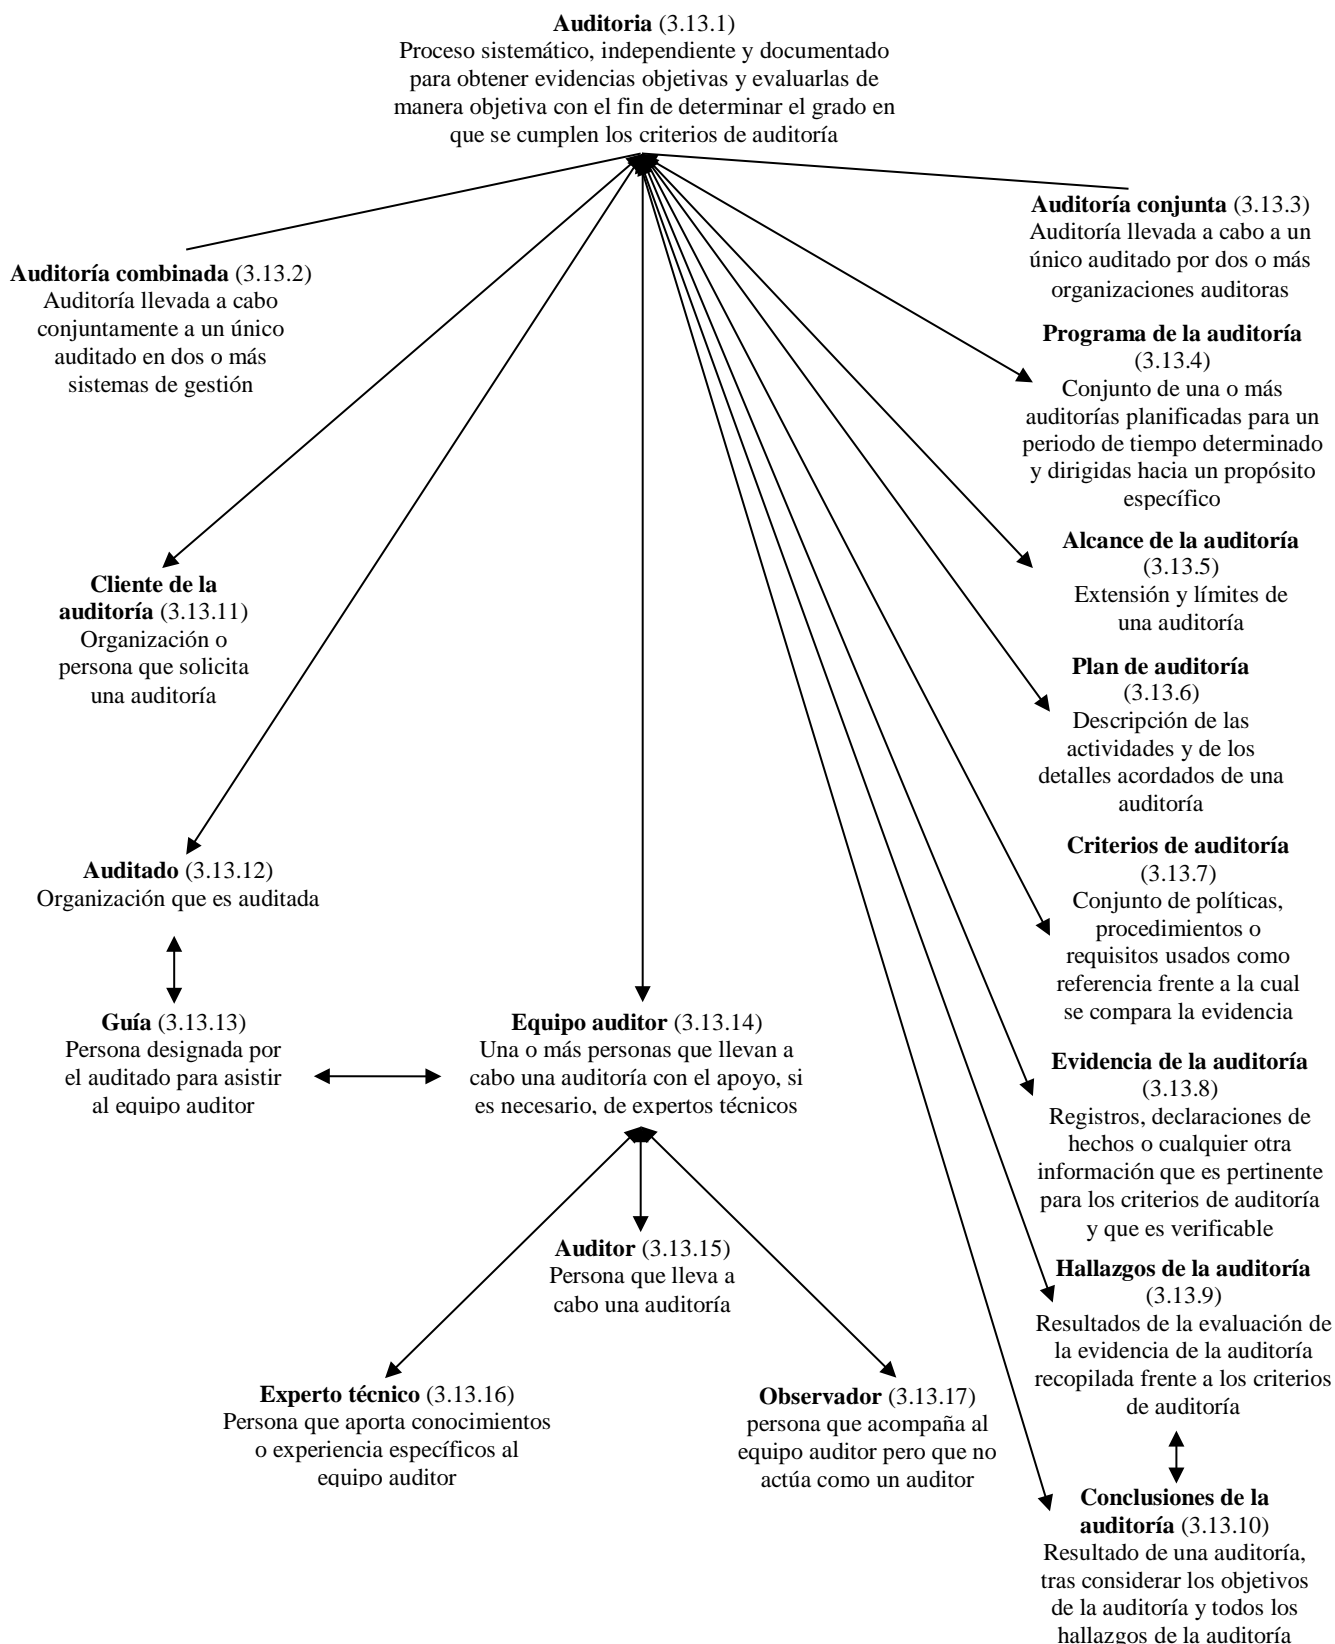 Auditoria (3.13.1)
Proceso sistemático, independiente y documentado
para obtener evidencias objetivas y evaluarlas de
manera objetiva con el fin de determinar el grado en
que se cumplen los criterios de auditoría
Auditoría combinada (3.13.2)
Auditoría llevada a cabo
conjuntamente a un único
auditado en dos o más
sistemas de gestión
Auditoría conjunta (3.13.3)
Auditoría llevada a cabo a un
único auditado por dos o más
organizaciones auditoras
Programa de la auditoría
(3.13.4)
Conjunto de una o más
auditorías planificadas para un
periodo de tiempo determinado
y dirigidas hacia un propósito
específico
Alcance de la auditoría
(3.13.5)
Extensión y límites de
una auditoría
Plan de auditoría
(3.13.6)
Descripción de las
actividades y de los
detalles acordados de una
auditoría
Criterios de auditoría
(3.13.7)
Conjunto de políticas,
procedimientos o
requisitos usados como
referencia frente a la cual
se compara la evidencia
Evidencia de la auditoría
(3.13.8)
Registros, declaraciones de
hechos o cualquier otra
información que es pertinente
para los criterios de auditoría
y que es verificable
Hallazgos de la auditoría
(3.13.9)
Resultados de la evaluación de
la evidencia de la auditoría
recopilada frente a los criterios
de auditoría
Conclusiones de la
auditoría (3.13.10)
Resultado de una auditoría,
tras considerar los objetivos
de la auditoría y todos los
hallazgos de la auditoría
Cliente de la
auditoría (3.13.11)
Organización o
persona que solicita
una auditoría
Auditado (3.13.12)
Organización que es auditada
Guía (3.13.13)
Persona designada por
el auditado para asistir
al equipo auditor
Equipo auditor (3.13.14)
Una o más personas que llevan a
cabo una auditoría con el apoyo, si
es necesario, de expertos técnicos
Auditor (3.13.15)
Persona que lleva a
cabo una auditoría
Experto técnico (3.13.16)
Persona que aporta conocimientos
o experiencia específicos al
equipo auditor
Observador (3.13.17)
persona que acompaña al
equipo auditor pero que no
actúa como un auditor